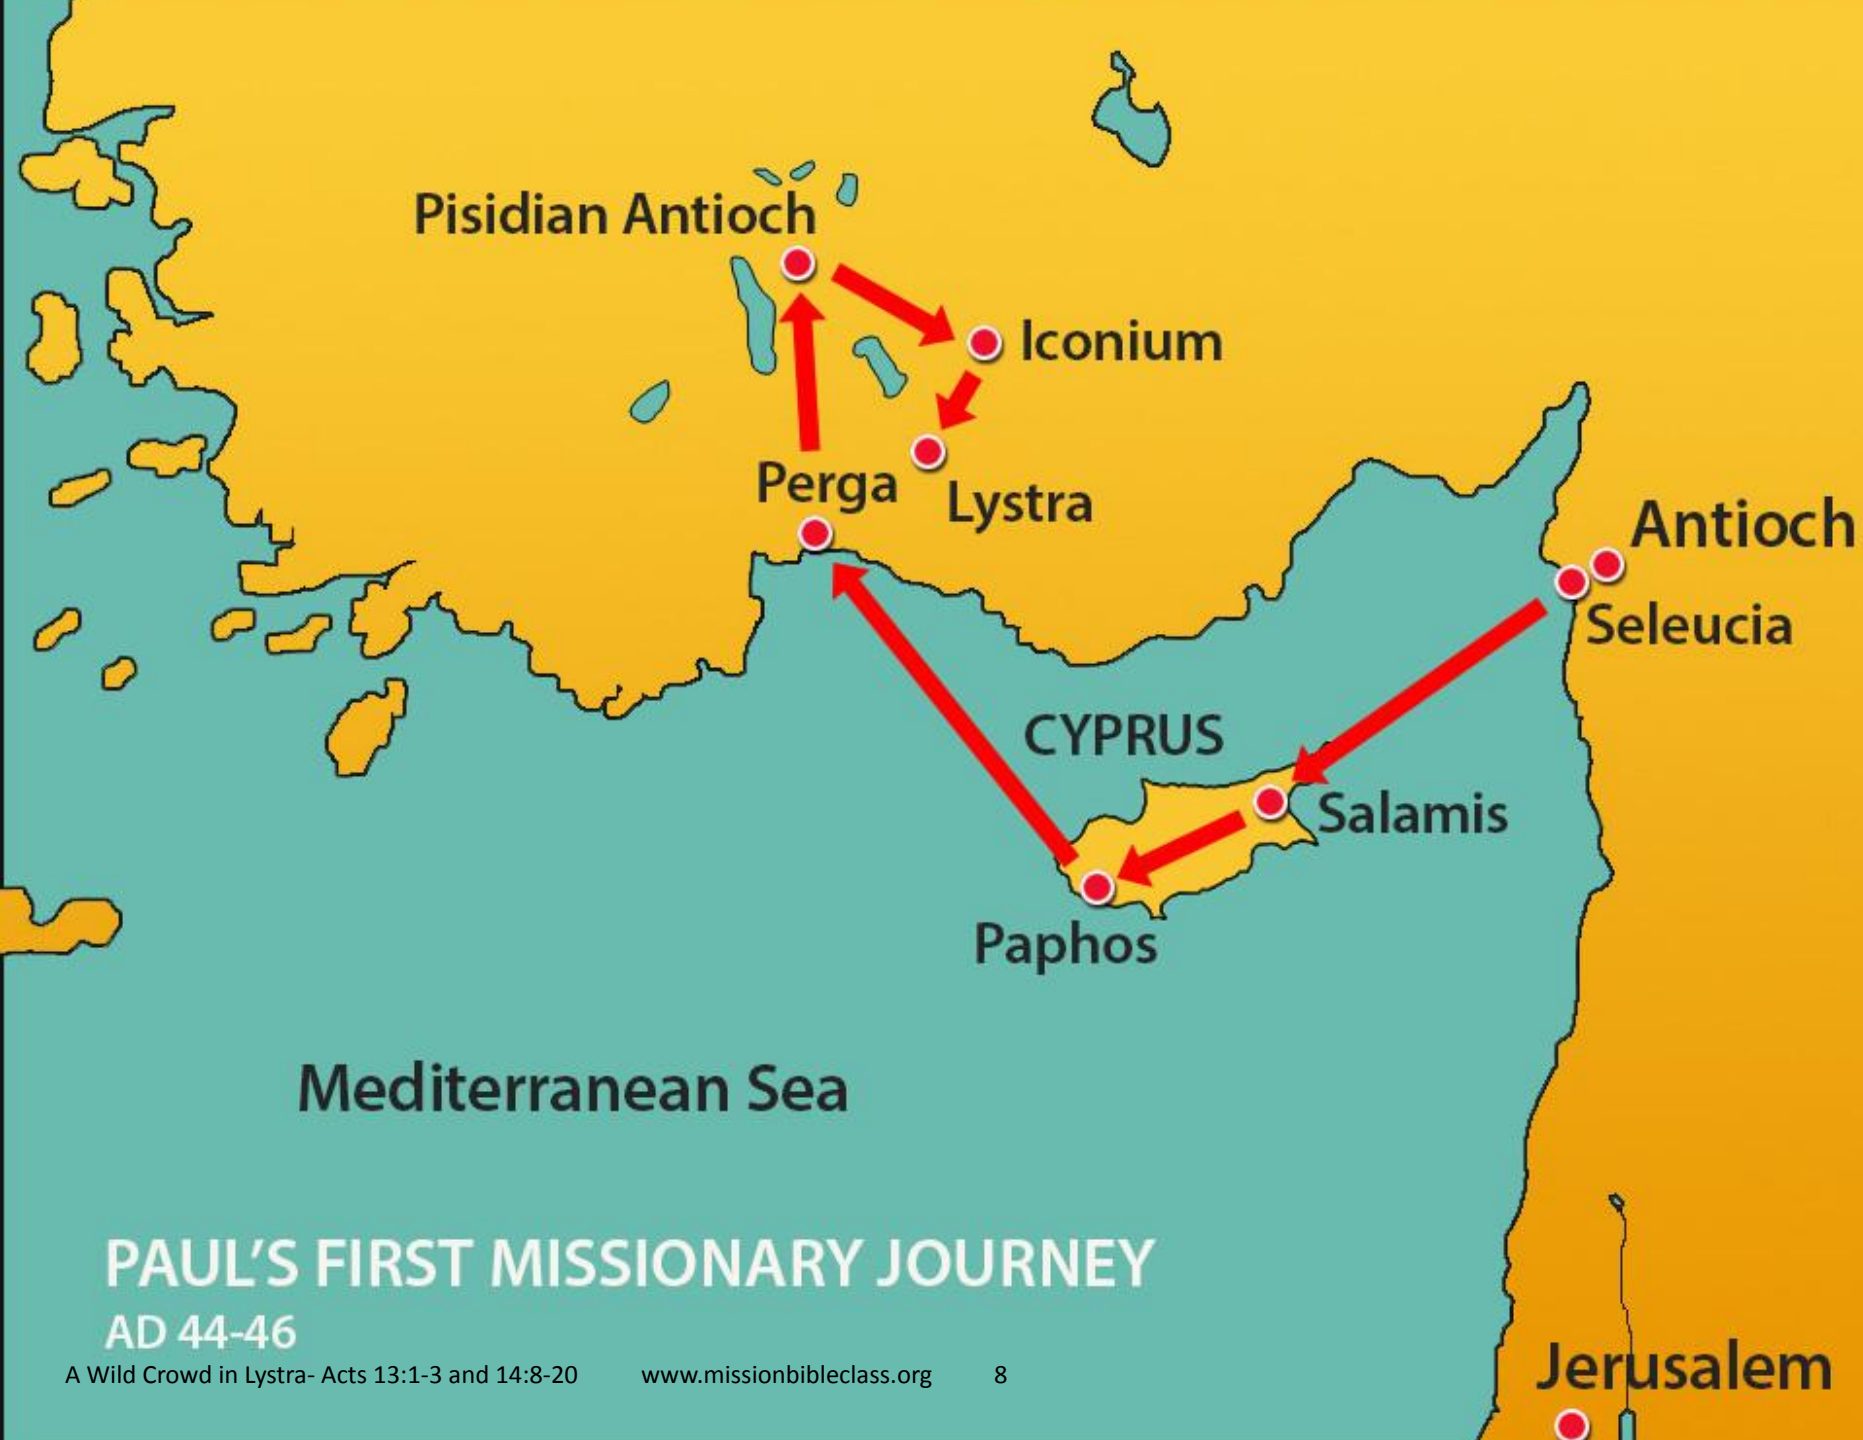 Pisidian Antioch
Iconium
Perga
Lystra
Antioch
Seleucia
CYPRUS
Salamis
Paphos
Mediterranean Sea
PAUL'S FIRST MISSIONARY JOURNEY
AD 44-46
Jerusalem
A Wild Crowd in Lystra- Acts 13:1-3 and 14:8-20 www.missionbibleclass.org 8